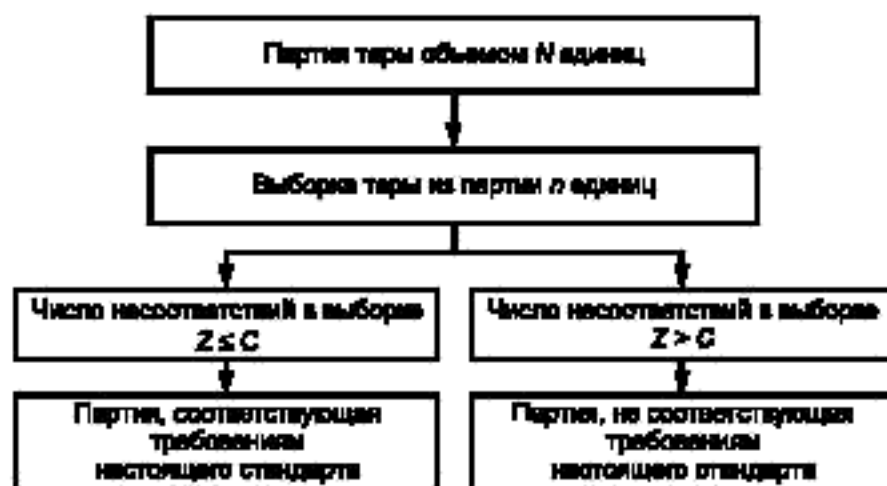 Партия тары объемом N единиц
Выборка тары из партии n единиц
Число несоответствий в выборке
Z ≤ C
Число несоответствий в выборке
Z > C
Партия, соответствующая
требованиям
настоящего стандарта
Партия, не соответствующая
требованиям
настоящего стандарта